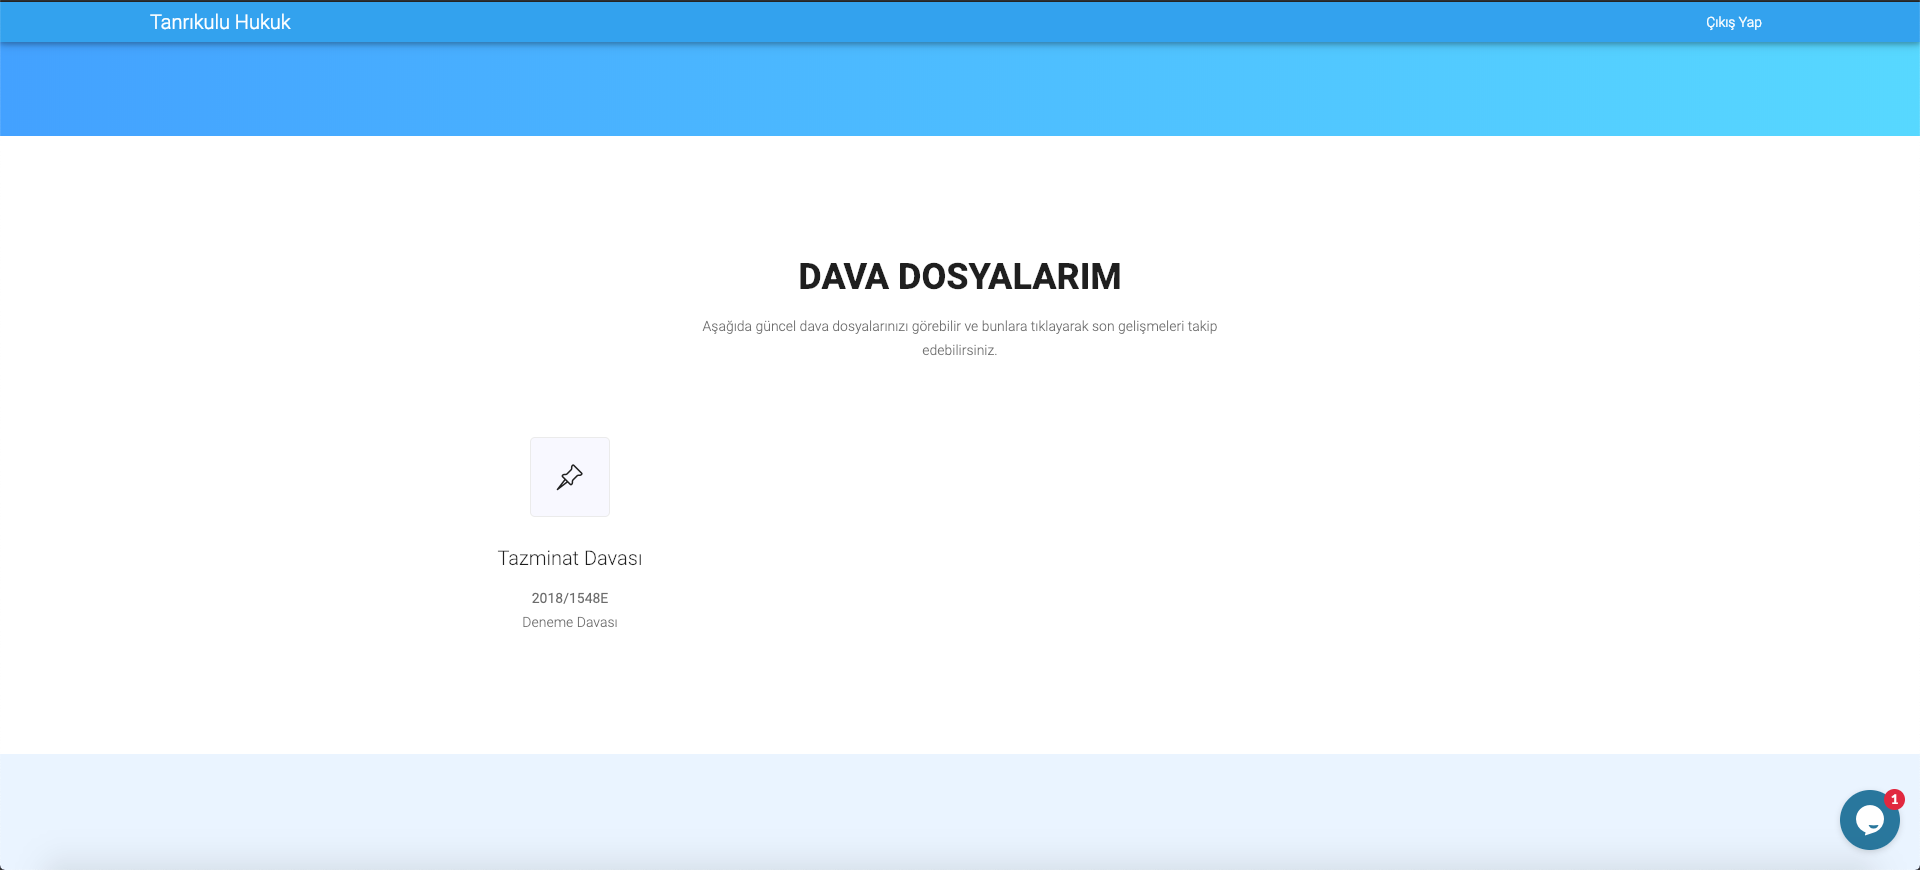 Tanrıkulu Hukuk
Çıkış Yap
DAVA DOSYALARIM
Aşağıda güncel dava dosyalarınızı görebilir ve bunlara tıklayarak son gelişmeleri takip
edebilirsiniz.
Tazminat Davası
2018/1548E
Deneme Davası
1